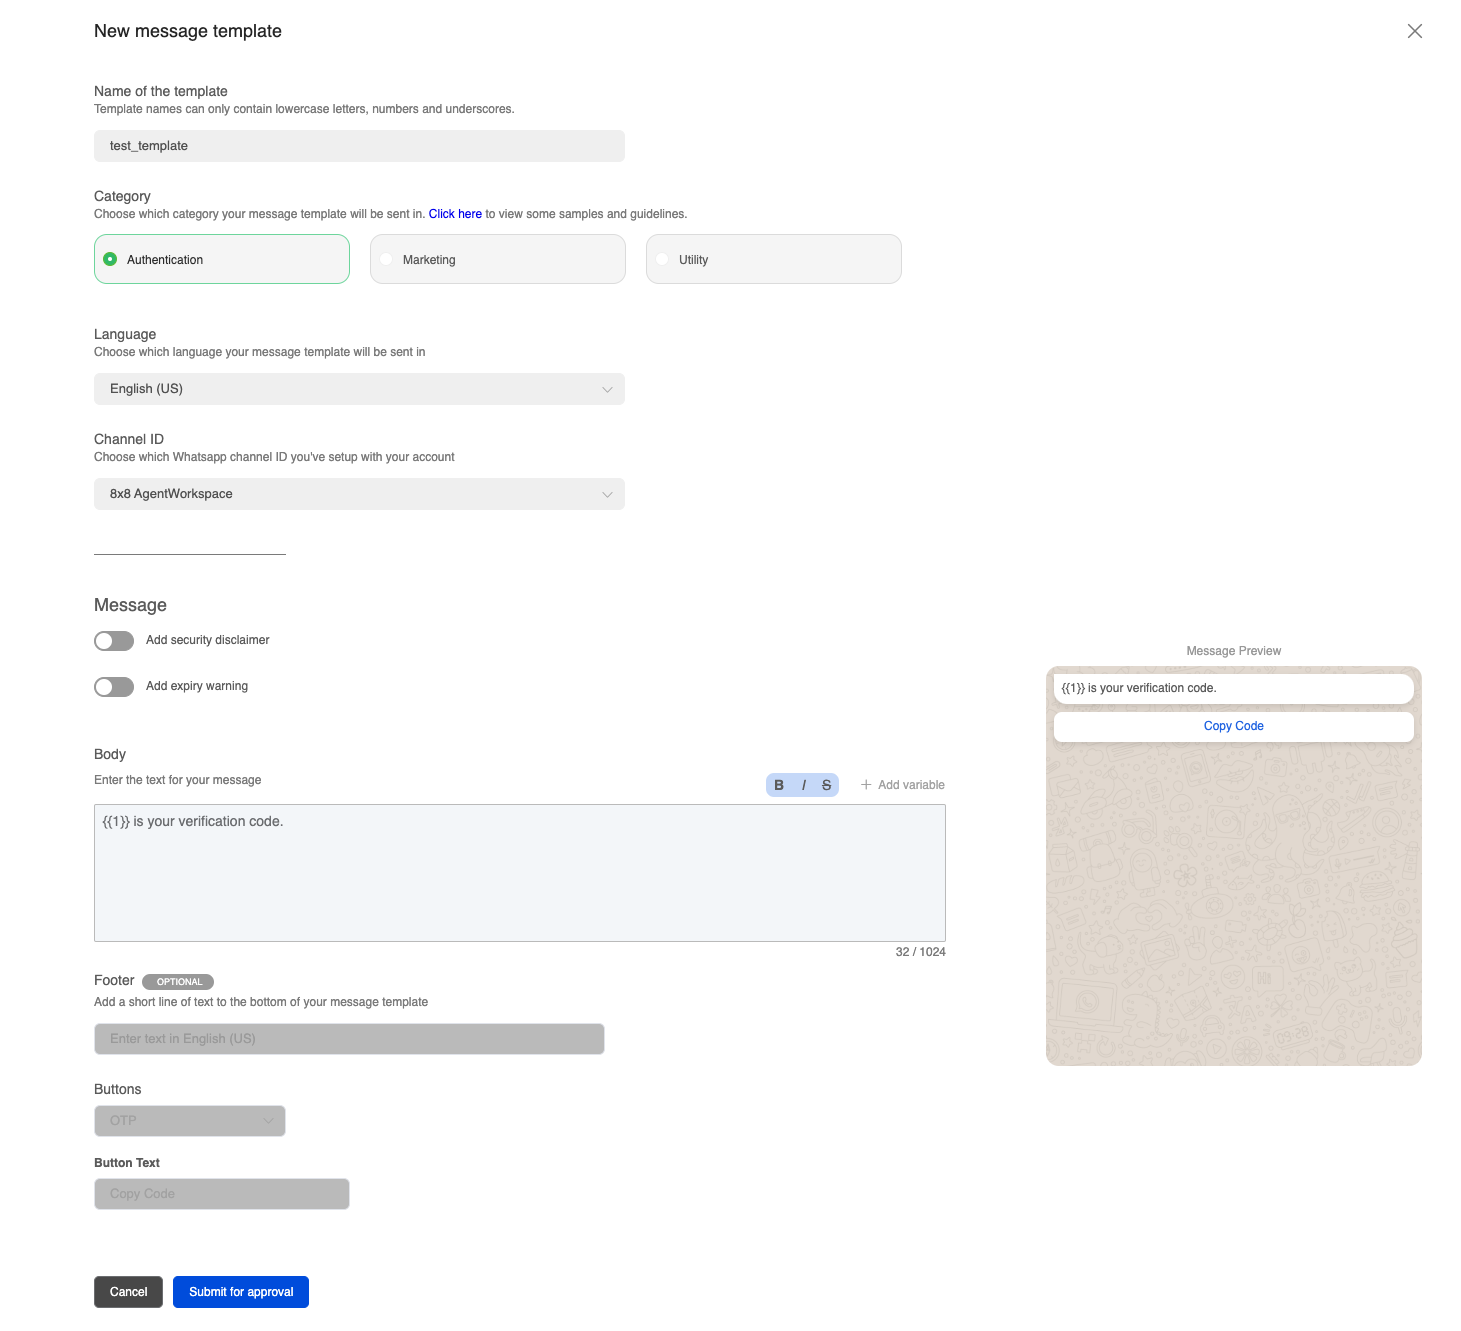 New message template
Name of the template
Template names can only contain lowercase letters, numbers and underscores.
test_template
Category
Choose which category your message template will be sent in. Click here to view some samples and guidelines.
Authentication
Marketing
Utility
Language
Choose which language your message template will be sent in
English (US)
Channel ID
Choose which Whatsapp channel ID you've setup with your account
8x8 AgentWorkspace
Message
Add security disclaimer
Add expiry warning
Message Preview
{{1}} is your verification code.
Copy Code
Body
Enter the text for your message
B I S + Add variable
{{1}} is your verification code.
32 / 1024
Footer OPTIONAL
Add a short line of text to the bottom of your message template
Enter text in English (US)
Buttons
OTP
Button Text
Copy Code
Cancel
Submit for approval